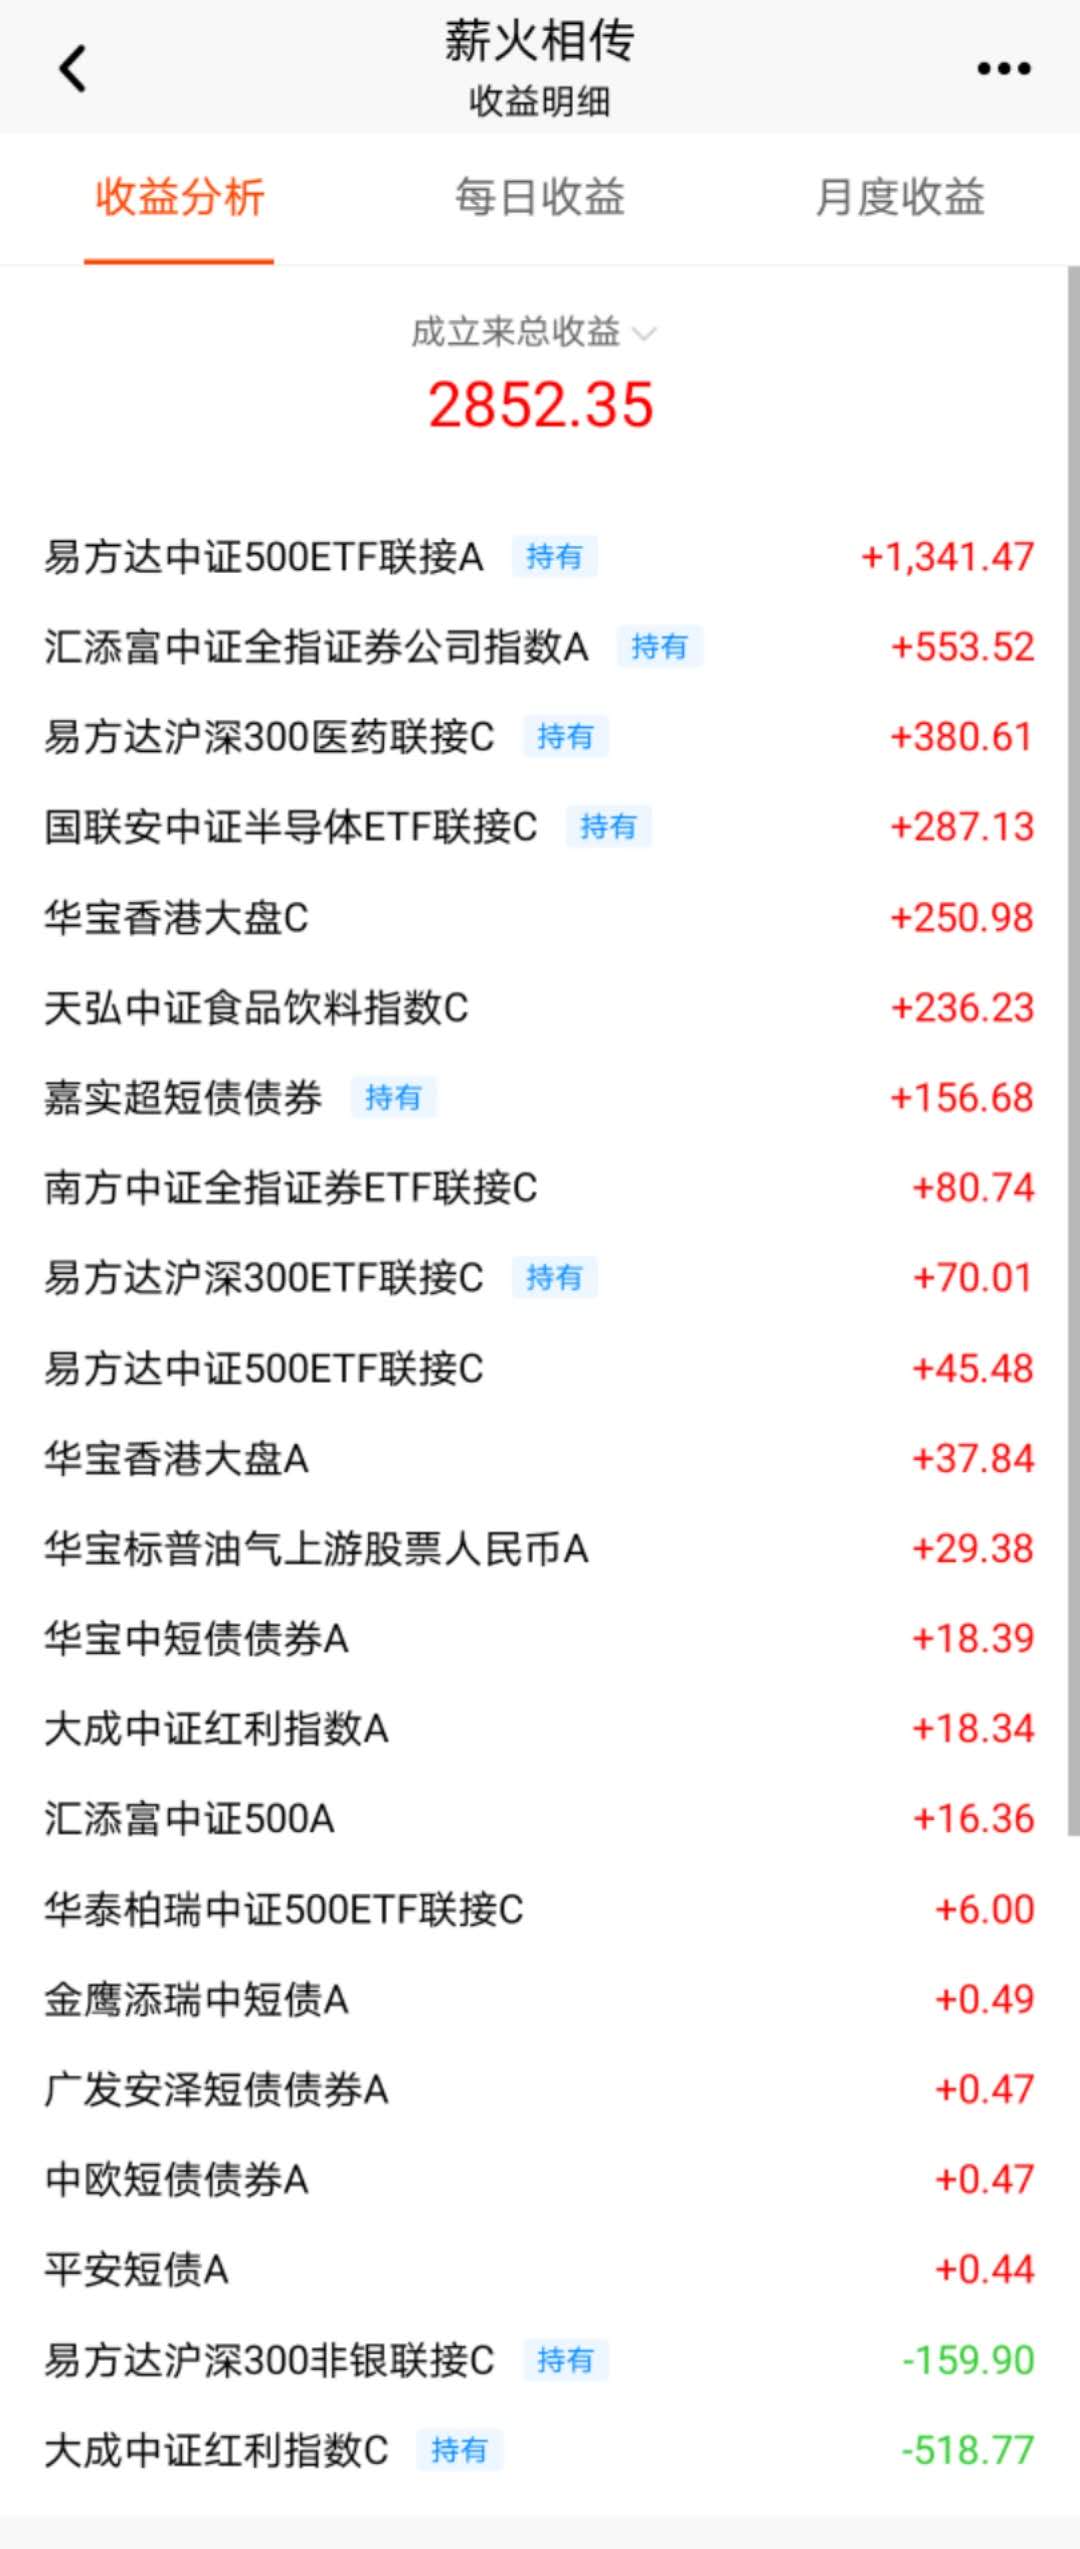 薪火相传
收益明细
收益分析 每日收益 月度收益
成立来总收益
2852.35
易方达中证500ETF联接A 持有 +1,341.47
汇添富中证全指证券公司指数A 持有 +553.52
易方达沪深300医药联接C 持有 +380.61
国联安中证半导体ETF联接C 持有 +287.13
华宝香港大盘C +250.98
天弘中证食品饮料指数C +236.23
嘉实超短债债券 持有 +156.68
南方中证全指证券ETF联接C +80.74
易方达沪深300ETF联接C 持有 +70.01
易方达中证500ETF联接C +45.48
华宝香港大盘A +37.84
华宝标普油气上游股票人民币A +29.38
华宝中短债债券A +18.39
大成中证红利指数A +18.34
汇添富中证500A +16.36
华泰柏瑞中证500ETF联接C +6.00
金鹰添瑞中短债A +0.49
广发安泽短债债券A +0.47
中欧短债债券A +0.47
平安短债A +0.44
易方达沪深300非银联接C 持有 -159.90
大成中证红利指数C 持有 -518.77